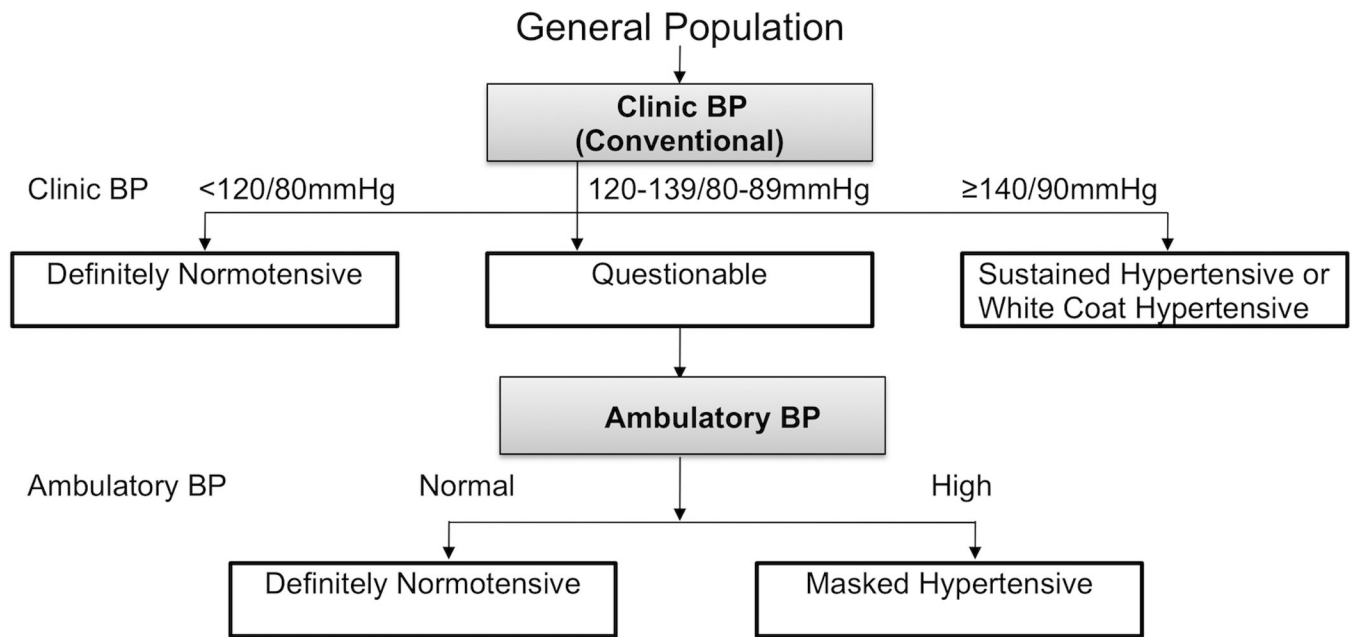 General Population
Clinic BP
(Conventional)
Clinic BP <120/80mmHg 120-139/80-89mmHg ≥140/90mmHg
Definitely Normotensive Questionable Sustained Hypertensive or
White Coat Hypertensive
Ambulatory BP
Ambulatory BP Normal High
Definitely Normotensive Masked Hypertensive